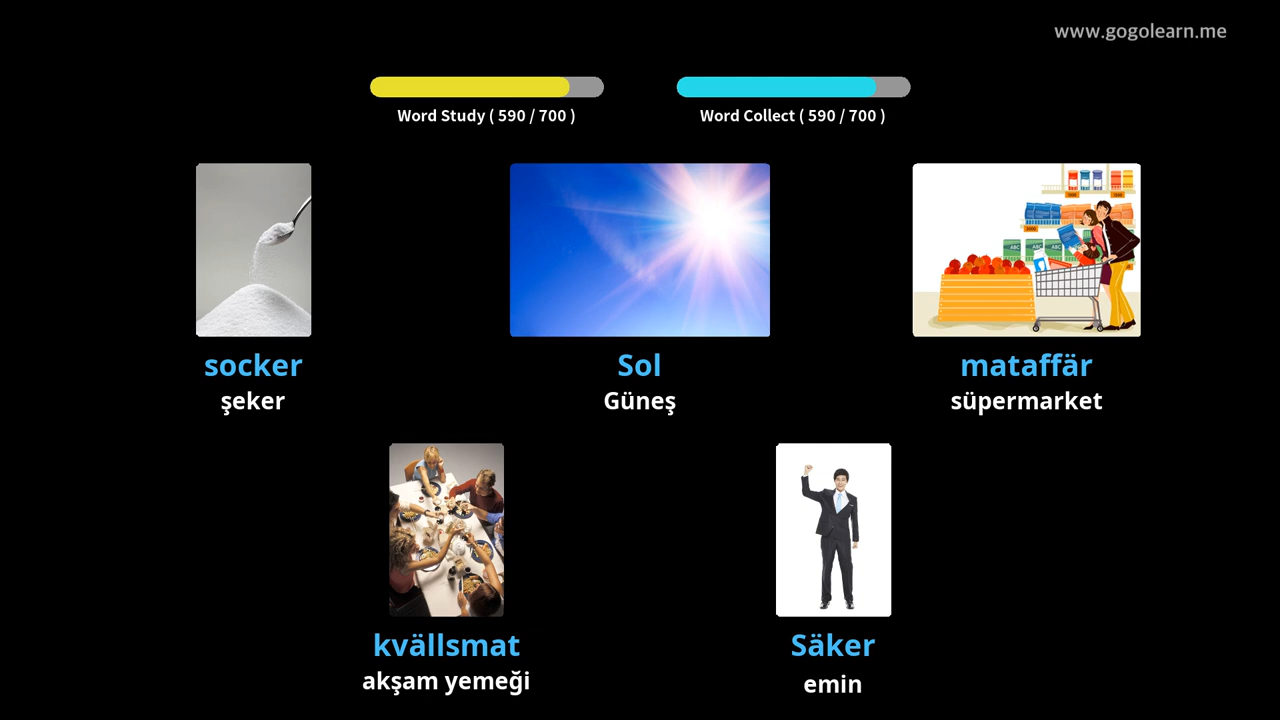 www.gogolearn.me
Word Study ( 590 / 700 )
Word Collect ( 590 / 700 )
socker
şeker
Sol
Güneş
mataffär
süpermarket
kvällsmat
akşam yemeği
Säker
emin